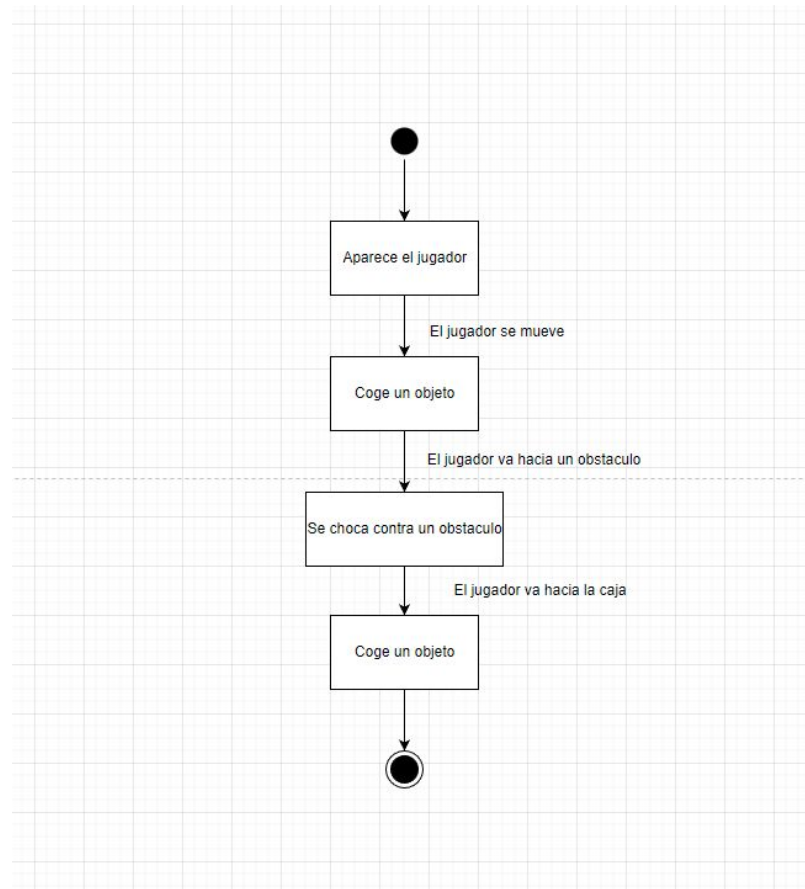 Aparece el jugador
El jugador se mueve
Coge un objeto
El jugador va hacia un obstaculo
Se choca contra un obstaculo
El jugador va hacia la caja
Coge un objeto